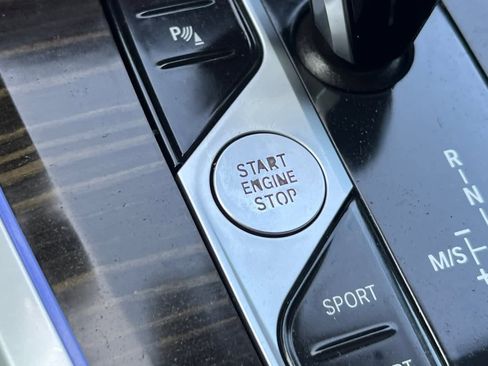 P
START
ENGINE
STOP
SPORT
R
N
M/S
+